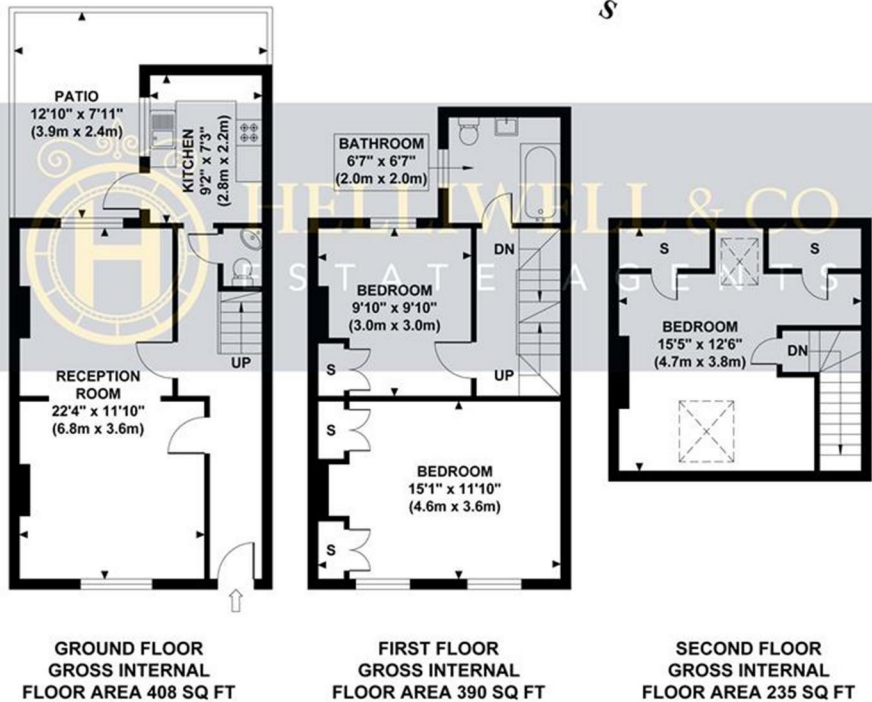 S
PATIO
12'10" x 7'11"
(3.9m x 2.4m)
KITCHEN
9'2" x 7'3"
(2.8m x 2.2m)
RECEPTION
ROOM
22'4" x 11'10"
(6.8m x 3.6m)
UP
BATHROOM
6'7" x 6'7"
(2.0m x 2.0m)
BEDROOM
9'10" x 9'10"
(3.0m x 3.0m)
DN
UP
S
S
S
BEDROOM
15'1" x 11'10"
(4.6m x 3.6m)
S
S
BEDROOM
15'5" x 12'6"
(4.7m x 3.8m)
DN
H
HELLIWELL & CO
ESTATE AGENTS
GROUND FLOOR
GROSS INTERNAL
FLOOR AREA 408 SQ FT
FIRST FLOOR
GROSS INTERNAL
FLOOR AREA 390 SQ FT
SECOND FLOOR
GROSS INTERNAL
FLOOR AREA 235 SQ FT